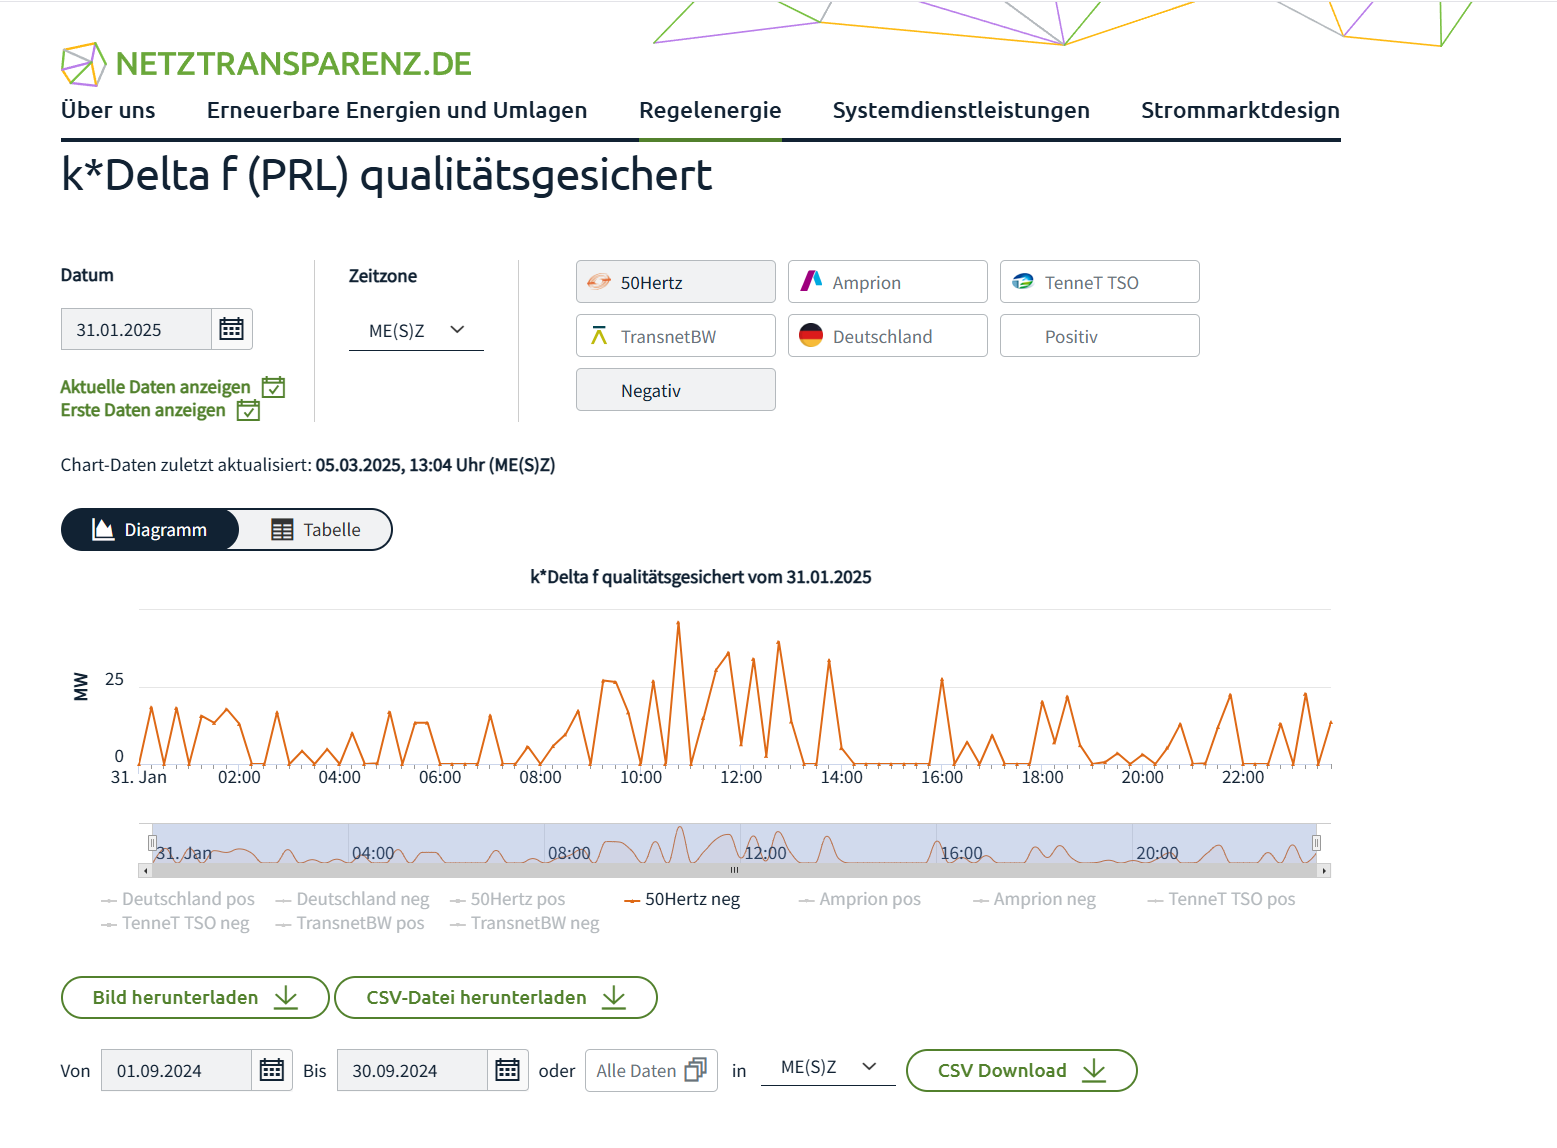 NETZTRANSPARENZ.DE
Über uns Erneuerbare Energien und Umlagen Regelenergie Systemdienstleistungen Strommarktdesign
k*Delta f (PRL) qualitätsgesichert
Datum
31.01.2025
Aktuelle Daten anzeigen
Erste Daten anzeigen
Zeitzone
ME(S)Z
50Hertz Amprion TenneT TSO
TransnetBW Deutschland Positiv
Negativ
Chart-Daten zuletzt aktualisiert: 05.03.2025, 13:04 Uhr (ME(S)Z)
Diagramm Tabelle
k*Delta f qualitätsgesichert vom 31.01.2025
MW
25
0
31. Jan 02:00 04:00 06:00 08:00 10:00 12:00 14:00 16:00 18:00 20:00 22:00
31. Jan 04:00 08:00 12:00 16:00 20:00
Deutschland pos Deutschland neg 50Hertz pos 50Hertz neg Amprion pos Amprion neg TenneT TSO pos
TenneT TSO neg TransnetBW pos TransnetBW neg
Bild herunterladen CSV-Datei herunterladen
Von 01.09.2024 Bis 30.09.2024 oder Alle Daten in ME(S)Z CSV Download